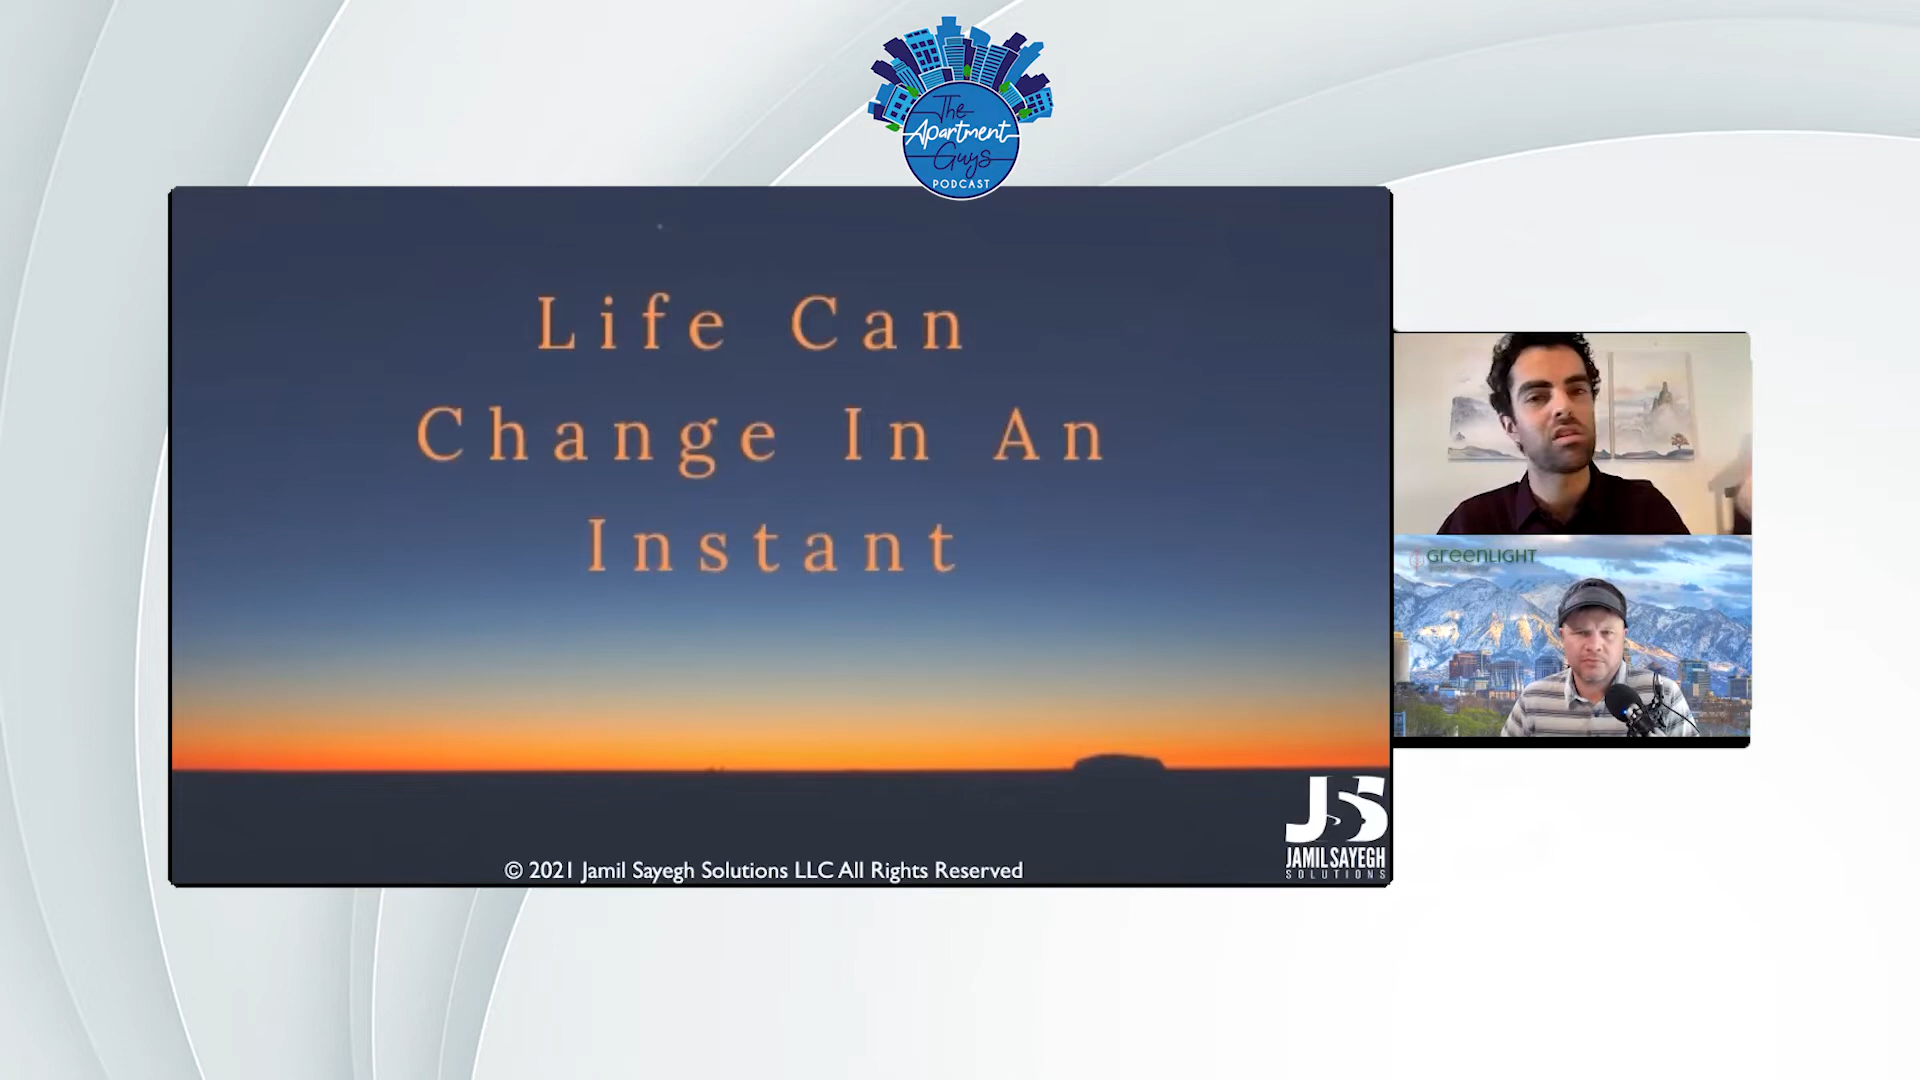 The
Apartment
Guys
PODCAST
Life Can
Change In An
Instant
greenLIGHT
JSS
JAMIL SAYEGH
SOLUTIONS
© 2021 Jamil Sayegh Solutions LLC All Rights Reserved